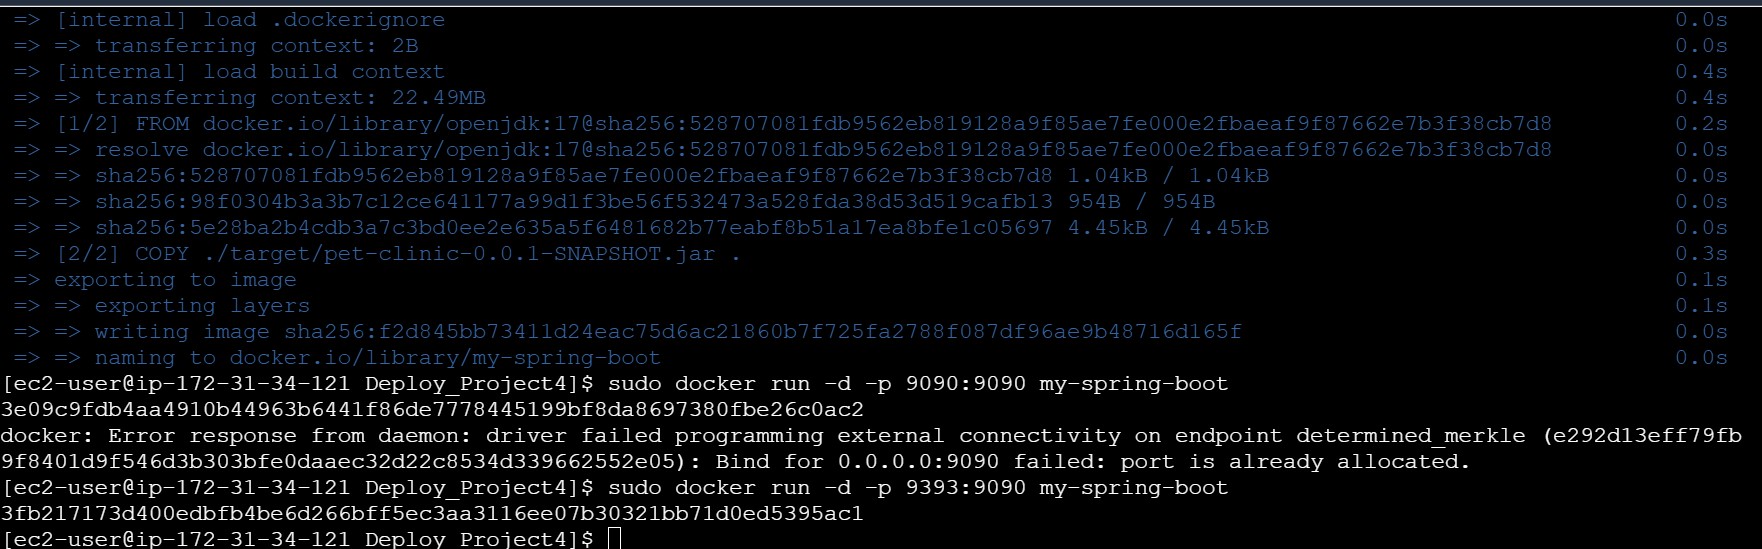 => [internal] load .dockerignore 0.0s
=> => transferring context: 2B 0.0s
=> [internal] load build context 0.4s
=> => transferring context: 22.49MB 0.4s
=> [1/2] FROM docker.io/library/openjdk:17@sha256:528707081fdb9562eb819128a9f85ae7fe000e2fbaeaf9f87662e7b3f38cb7d8 0.2s
=> => resolve docker.io/library/openjdk:17@sha256:528707081fdb9562eb819128a9f85ae7fe000e2fbaeaf9f87662e7b3f38cb7d8 0.0s
=> => sha256:528707081fdb9562eb819128a9f85ae7fe000e2fbaeaf9f87662e7b3f38cb7d8 1.04kB / 1.04kB 0.0s
=> => sha256:98f0304b3a3b7c12ce641177a99d1f3be56f532473a528fda38d53d519cafb13 954B / 954B 0.0s
=> => sha256:5e28ba2b4cdb3a7c3bd0ee2e635a5f6481682b77eabf8b51a17ea8bfe1c05697 4.45kB / 4.45kB 0.0s
=> [2/2] COPY ./target/pet-clinic-0.0.1-SNAPSHOT.jar . 0.3s
=> exporting to image 0.1s
=> => exporting layers 0.1s
=> => writing image sha256:f2d845bb73411d24eac75d6ac21860b7f725fa2788f087df96ae9b48716d165f 0.0s
=> => naming to docker.io/library/my-spring-boot 0.0s
[ec2-user@ip-172-31-34-121 Deploy_Project4]$ sudo docker run -d -p 9090:9090 my-spring-boot
3e09c9fdb4aa4910b44963b6441f86de7778445199bf8da8697380fbe26c0ac2
docker: Error response from daemon: driver failed programming external connectivity on endpoint determined_merkle (e292d13eff79fb
9f8401d9f546d3b303bfe0daaec32d22c8534d339662552e05): Bind for 0.0.0.0:9090 failed: port is already allocated.
[ec2-user@ip-172-31-34-121 Deploy_Project4]$ sudo docker run -d -p 9393:9090 my-spring-boot
3fb217173d400edbfb4be6d266bff5ec3aa3116ee07b30321bb71d0ed5395ac1
[ec2-user@ip-172-31-34-121 Deploy_Project4]$